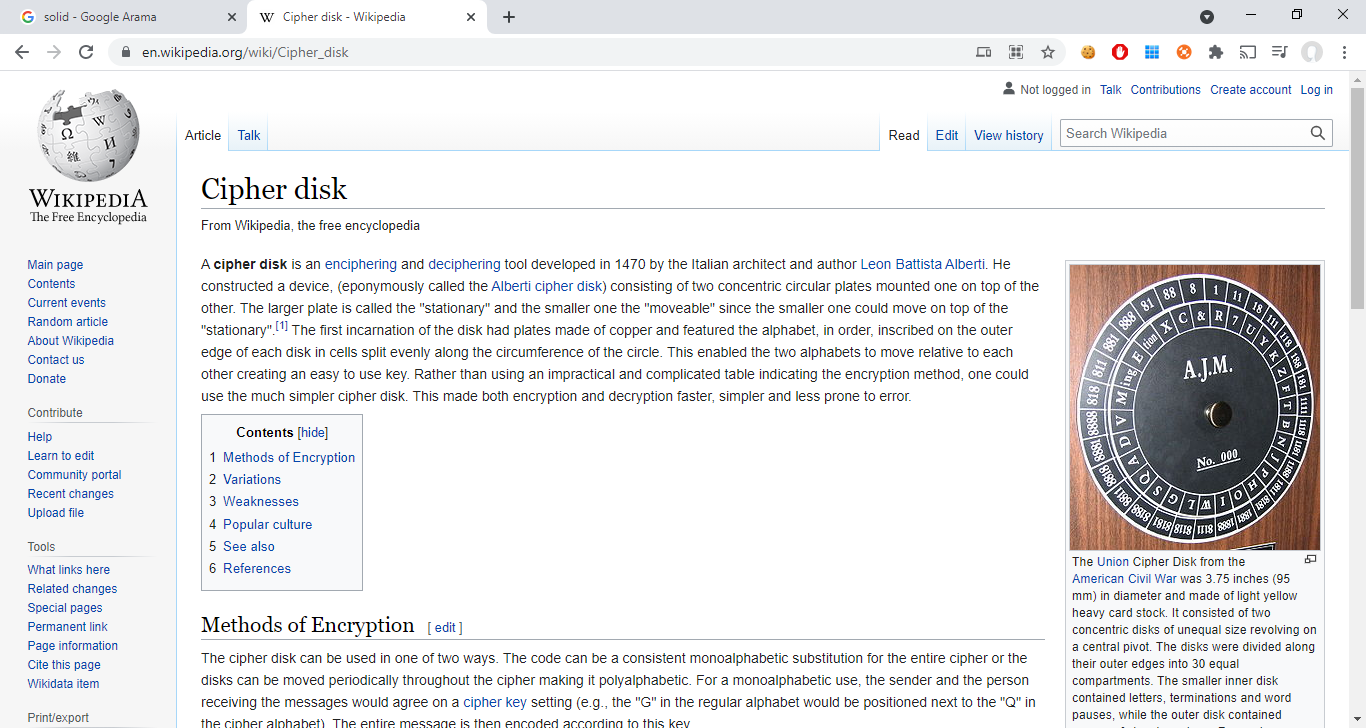 solid - Google Arama
Cipher disk - Wikipedia
en.wikipedia.org/wiki/Cipher_disk
Not logged in Talk Contributions Create account Log in
Article Talk Read Edit View history Search Wikipedia
WIKIPEDIA
The Free Encyclopedia
Main page
Contents
Current events
Random article
About Wikipedia
Contact us
Donate
Contribute
Help
Learn to edit
Community portal
Recent changes
Upload file
Tools
What links here
Related changes
Special pages
Permanent link
Page information
Cite this page
Wikidata item
Print/export
Cipher disk
From Wikipedia, the free encyclopedia
A cipher disk is an enciphering and deciphering tool developed in 1470 by the Italian architect and author Leon Battista Alberti. He
constructed a device, (eponymously called the Alberti cipher disk) consisting of two concentric circular plates mounted one on top of the
other. The larger plate is called the "stationary" and the smaller one the "moveable" since the smaller one could move on top of the
"stationary".[1] The first incarnation of the disk had plates made of copper and featured the alphabet, in order, inscribed on the outer
edge of each disk in cells split evenly along the circumference of the circle. This enabled the two alphabets to move relative to each
other creating an easy to use key. Rather than using an impractical and complicated table indicating the encryption method, one could
use the much simpler cipher disk. This made both encryption and decryption faster, simpler and less prone to error.
Contents [hide]
1 Methods of Encryption
2 Variations
3 Weaknesses
4 Popular culture
5 See also
6 References
Methods of Encryption [ edit ]
The cipher disk can be used in one of two ways. The code can be a consistent monoalphabetic substitution for the entire cipher or the
disks can be moved periodically throughout the cipher making it polyalphabetic. For a monoalphabetic use, the sender and the person
receiving the messages would agree on a cipher key setting (e.g., the "G" in the regular alphabet would be positioned next to the "Q" in
the cipher alphabet). The entire message is then encoded according to this key.
A.J.M.
No. 000
The Union Cipher Disk from the
American Civil War was 3.75 inches (95
mm) in diameter and made of light yellow
heavy card stock. It consisted of two
concentric disks of unequal size revolving on
a central pivot. The disks were divided along
their outer edges into 30 equal
compartments. The smaller inner disk
contained letters, terminations and word
pauses, while the outer disk contained